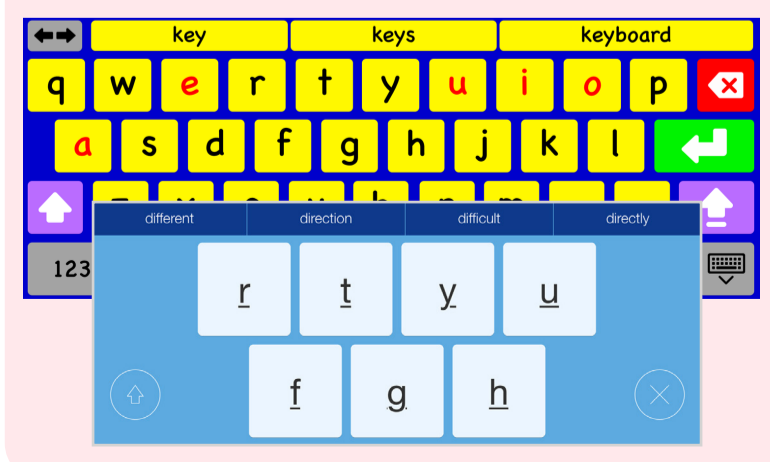 key keys keyboard
q w e r t y u i o p
a s d f g h j k l
different direction difficult directly
123
r t y u
f g h